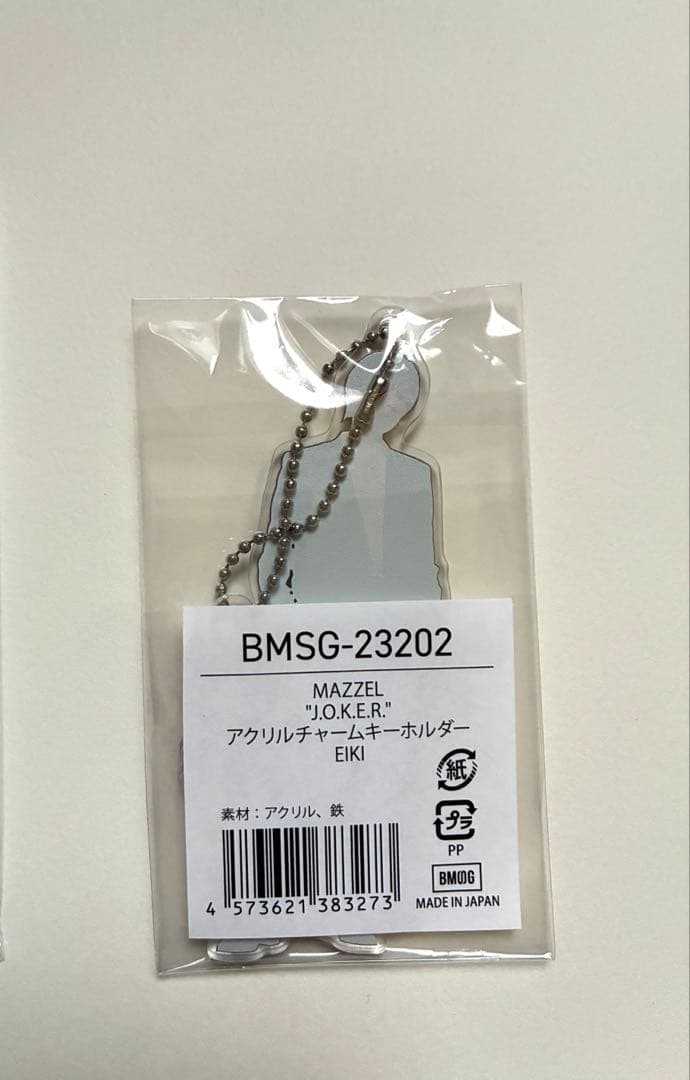 BMSG-23202
MAZZEL
"J.O.K.E.R."
アクリルチャームキーホルダー
EIKI
紙
素材：アクリル、鉄
プラ
PP
BMSG
4 573621 383273
MADE IN JAPAN